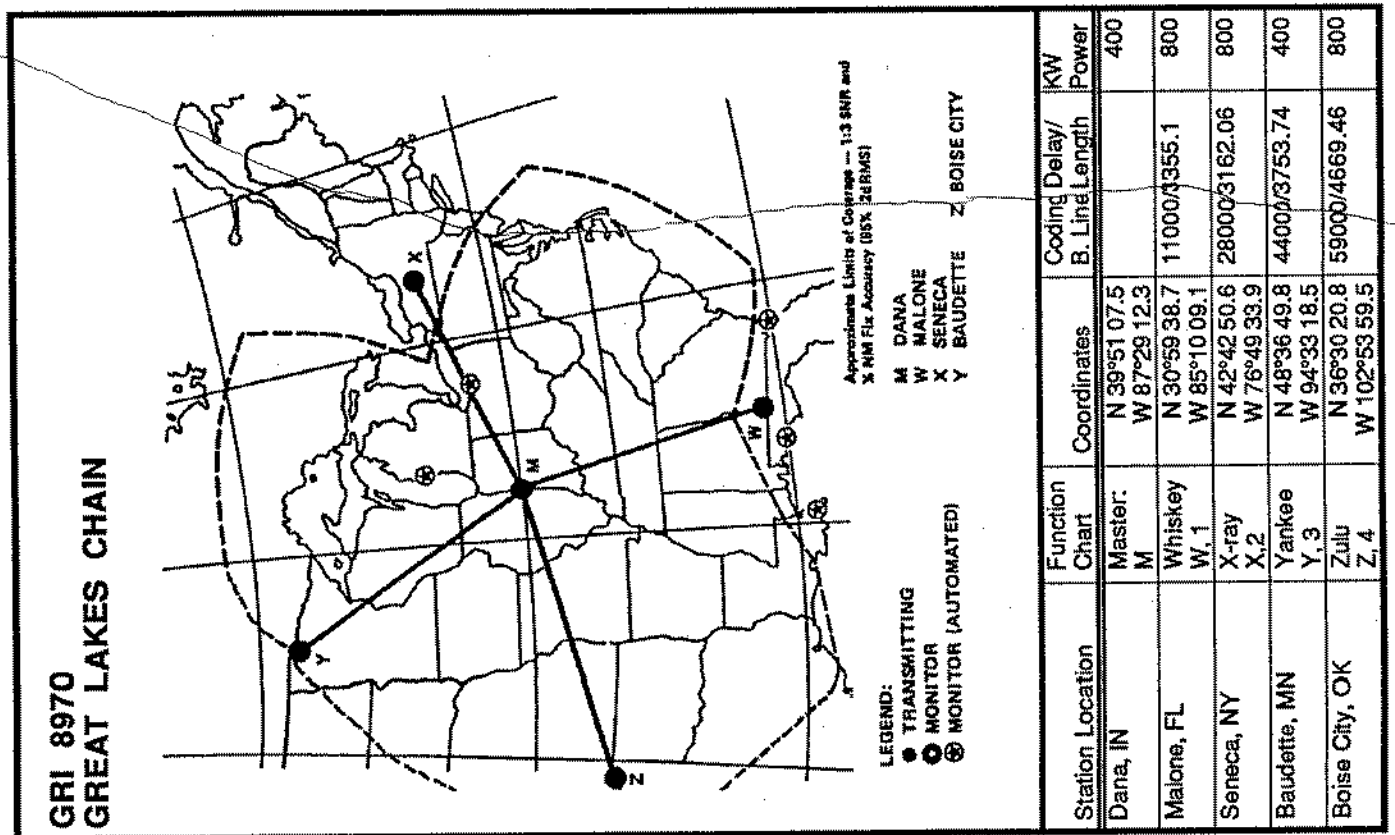 GRI 8970
GREAT LAKES CHAIN
Y
X
M
W
Z
LEGEND:
TRANSMITTING
MONITOR
MONITOR (AUTOMATED)
Approximate Limits of Coverage — 1:3 SNR and
¼ NM Fix Accuracy (95% 2dRMS)
M DANA
W MALONE
X SENECA
Y BAUDETTE Z BOISE CITY
Station Location Function Chart Coordinates Coding Delay/ B. Line Length KW Power
Dana, IN Master: M N 39°51 07.5 W 87°29 12.3 400
Malone, FL Whiskey W, 1 N 30°59 38.7 W 85°10 09.1 11000/3355.1 800
Seneca, NY X-ray X,2 N 42°42 50.6 W 76°49 33.9 28000/3162.06 800
Baudette, MN Yankee Y, 3 N 48°36 49.8 W 94°33 18.5 44000/3753.74 400
Boise City, OK Zulu Z, 4 N 36°30 20.8 W 102°53 59.5 59000/4669.46 800